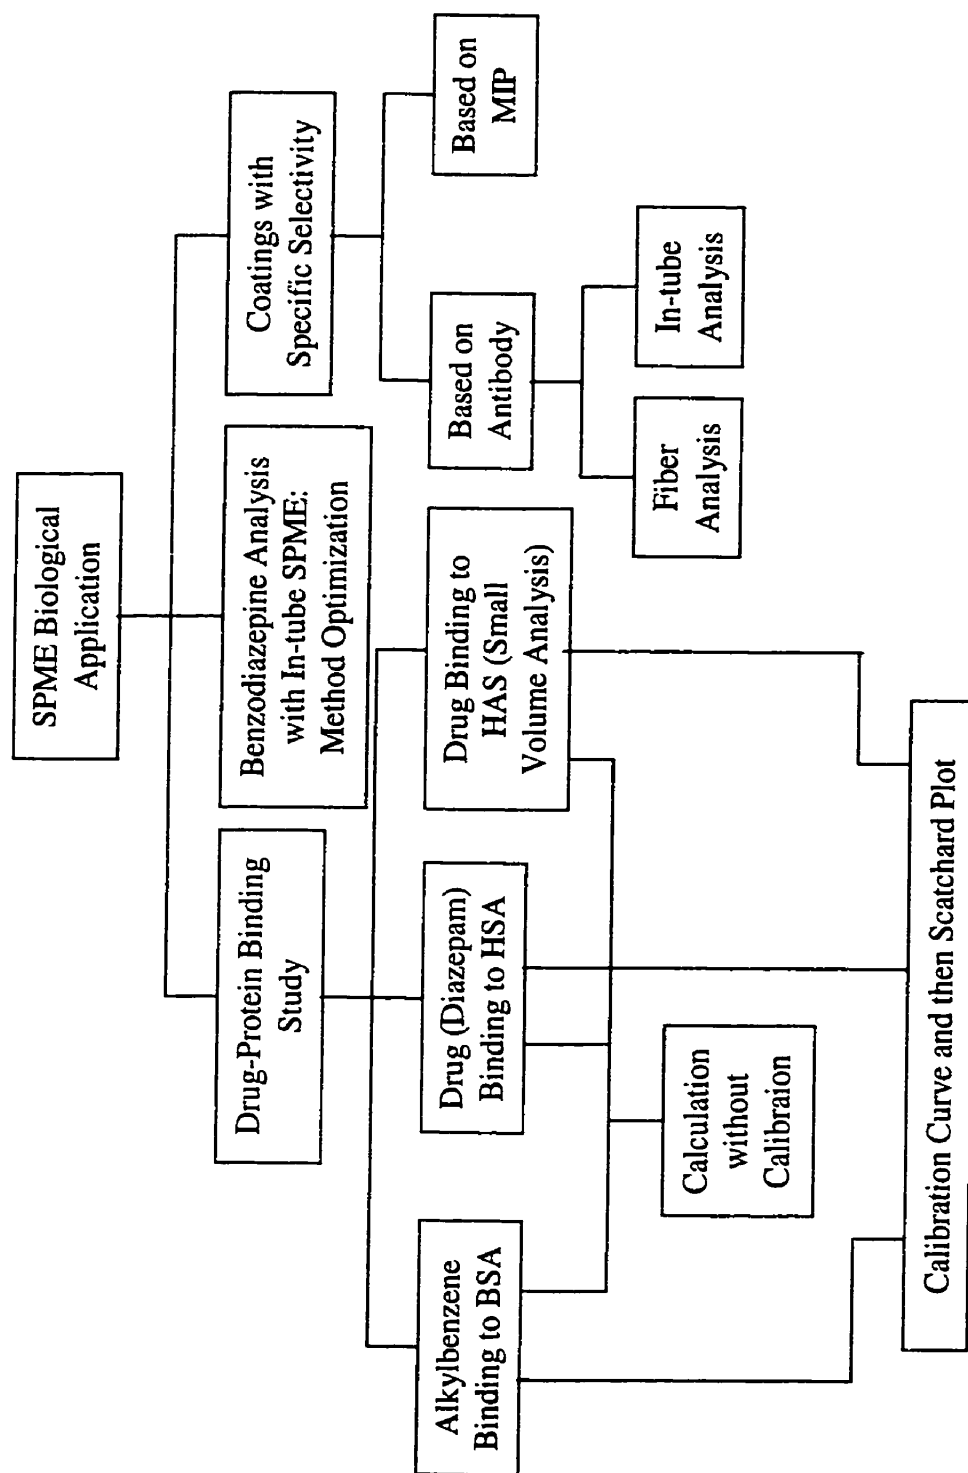 SPME Biological
Application
Drug-Protein Binding
Study
Benzodiazepine Analysis
with In-tube SPME:
Method Optimization
Coatings with
Specific Selectivity
Alkylbenzene
Binding to BSA
Drug (Diazepam)
Binding to HSA
Drug Binding to
HAS (Small
Volume Analysis)
Based on
Antibody
Based on
MIP
Calculation
without
Calibraion
Fiber
Analysis
In-tube
Analysis
Calibration Curve and then Scatchard Plot